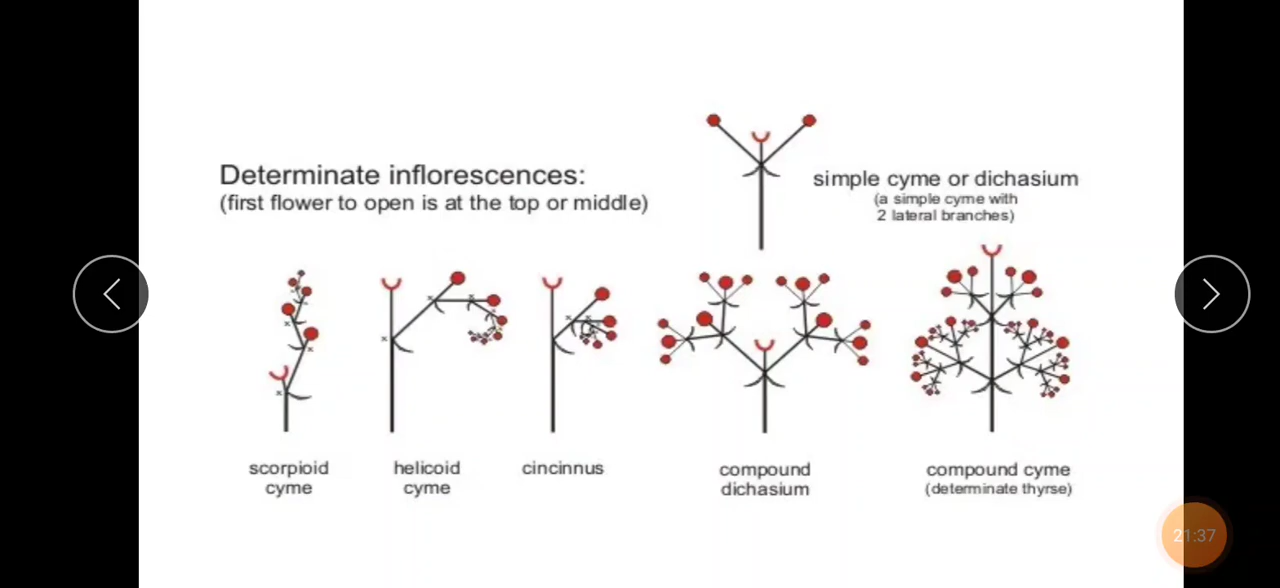 Determinate inflorescences:
(first flower to open is at the top or middle)
simple cyme or dichasium
(a simple cyme with
2 lateral branches)
scorpioid
cyme
helicoid
cyme
cincinnus
compound
dichasium
compound cyme
(determinate thyrse)
21:37